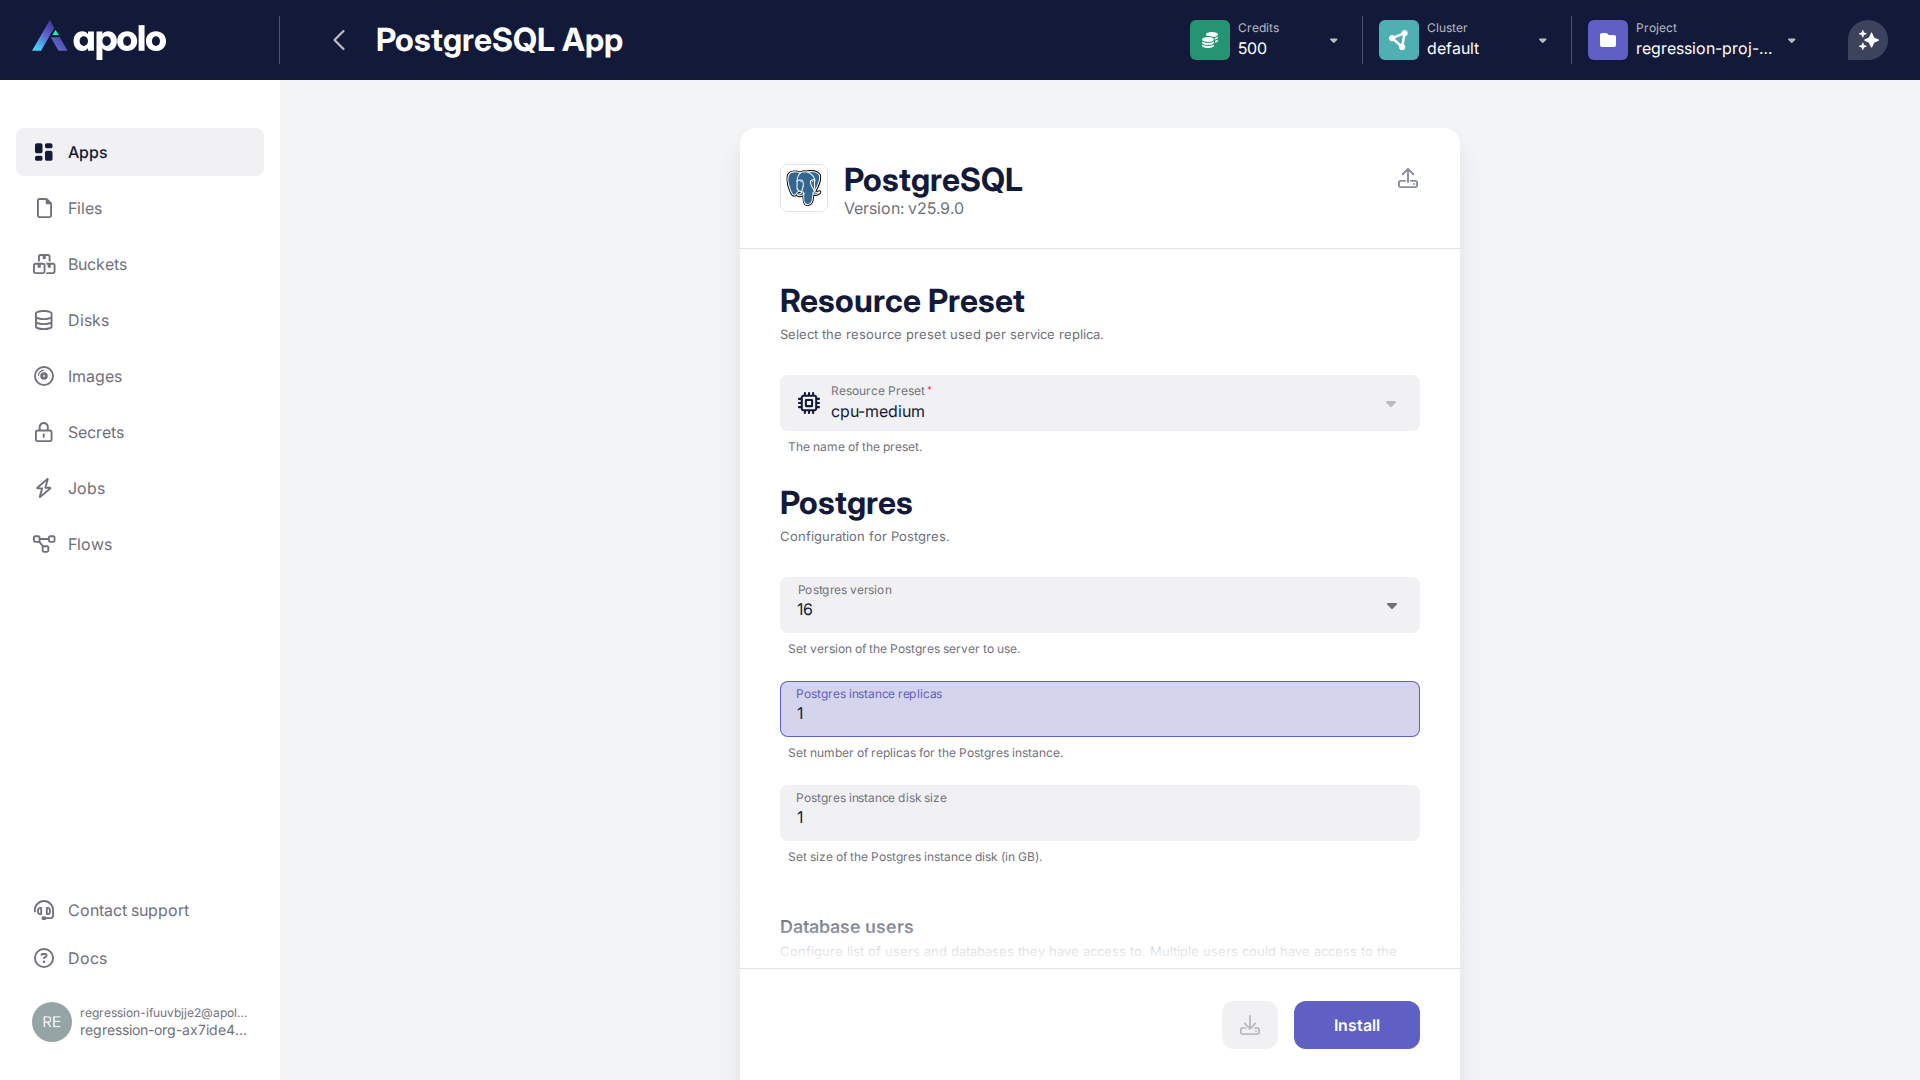 apolo
PostgreSQL App
Credits
500
Cluster
default
Project
regression-proj-...
Apps
Files
Buckets
Disks
Images
Secrets
Jobs
Flows
Contact support
Docs
RE
regression-ifuuvbjje2@apol...
regression-org-ax7ide4...
PostgreSQL
Version: v25.9.0
Resource Preset
Select the resource preset used per service replica.
Resource Preset*
cpu-medium
The name of the preset.
Postgres
Configuration for Postgres.
Postgres version
16
Set version of the Postgres server to use.
Postgres instance replicas
1
Set number of replicas for the Postgres instance.
Postgres instance disk size
1
Set size of the Postgres instance disk (in GB).
Database users
Configure list of users and databases they have access to. Multiple users could have access to the
Install